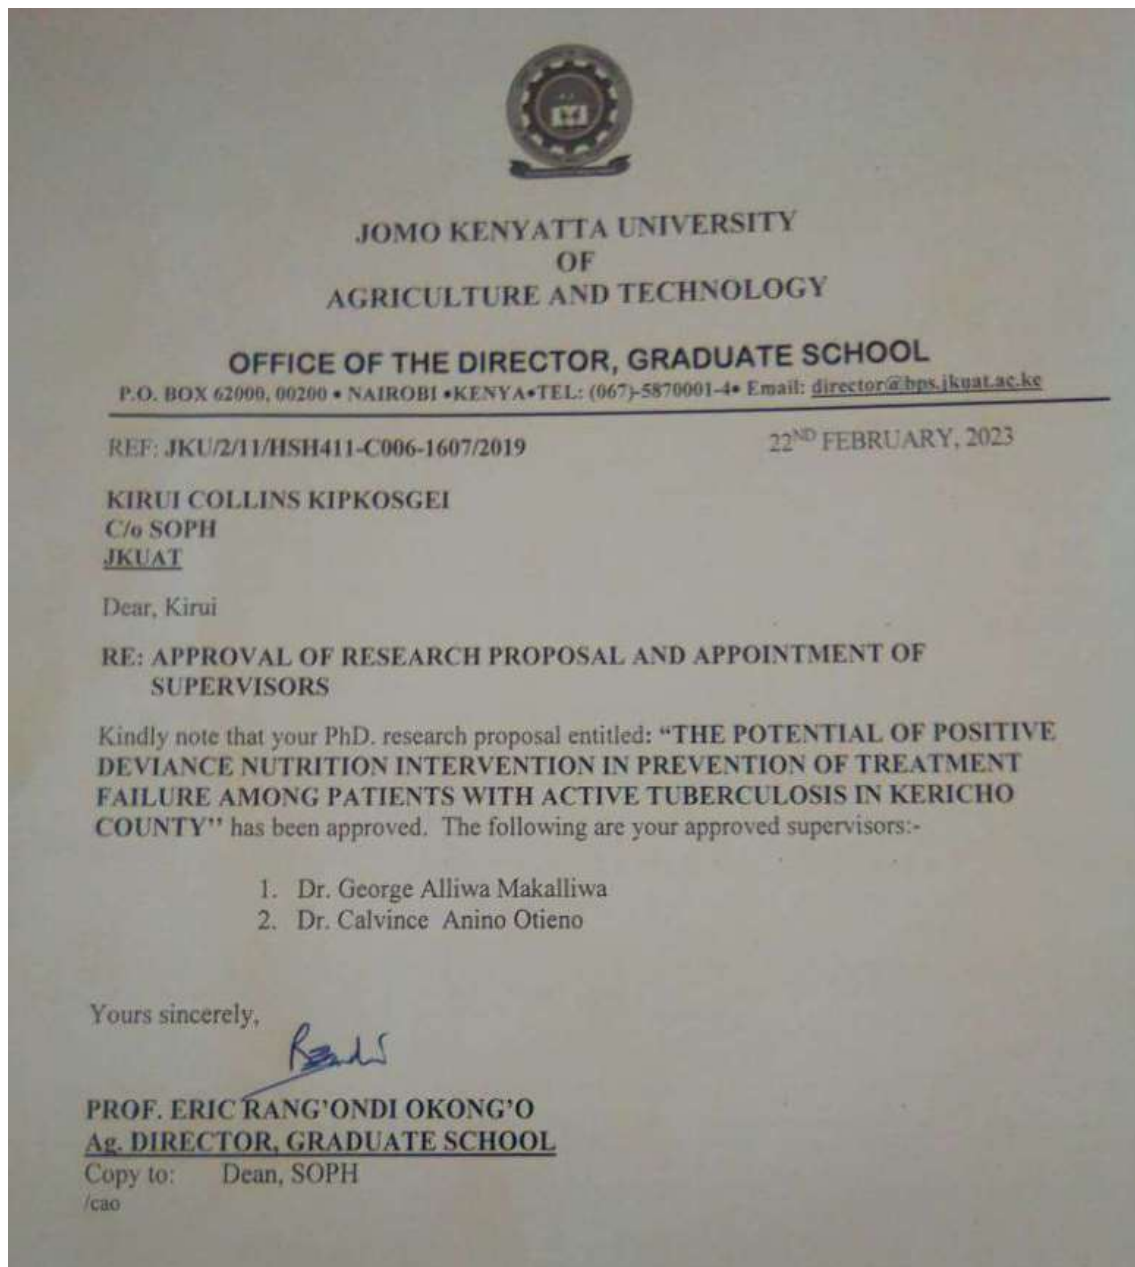 JOMO KENYATTA UNIVERSITY
OF
AGRICULTURE AND TECHNOLOGY
OFFICE OF THE DIRECTOR, GRADUATE SCHOOL
P.O. BOX 62000, 00200 • NAIROBI •KENYA•TEL: (067)-5870001-4• Email: director@bps.jkuat.ac.ke
REF: JKU/2/11/HSH411-C006-1607/2019 22ND FEBRUARY, 2023
KIRUI COLLINS KIPKOSGEI
C/o SOPH
JKUAT
Dear, Kirui
RE: APPROVAL OF RESEARCH PROPOSAL AND APPOINTMENT OF
SUPERVISORS
Kindly note that your PhD. research proposal entitled: “THE POTENTIAL OF POSITIVE
DEVIANCE NUTRITION INTERVENTION IN PREVENTION OF TREATMENT
FAILURE AMONG PATIENTS WITH ACTIVE TUBERCULOSIS IN KERICHO
COUNTY’’ has been approved. The following are your approved supervisors:-
1. Dr. George Alliwa Makalliwa
2. Dr. Calvince Anino Otieno
Yours sincerely,
PROF. ERIC RANG’ONDI OKONG’O
Ag. DIRECTOR, GRADUATE SCHOOL
Copy to: Dean, SOPH
/cao